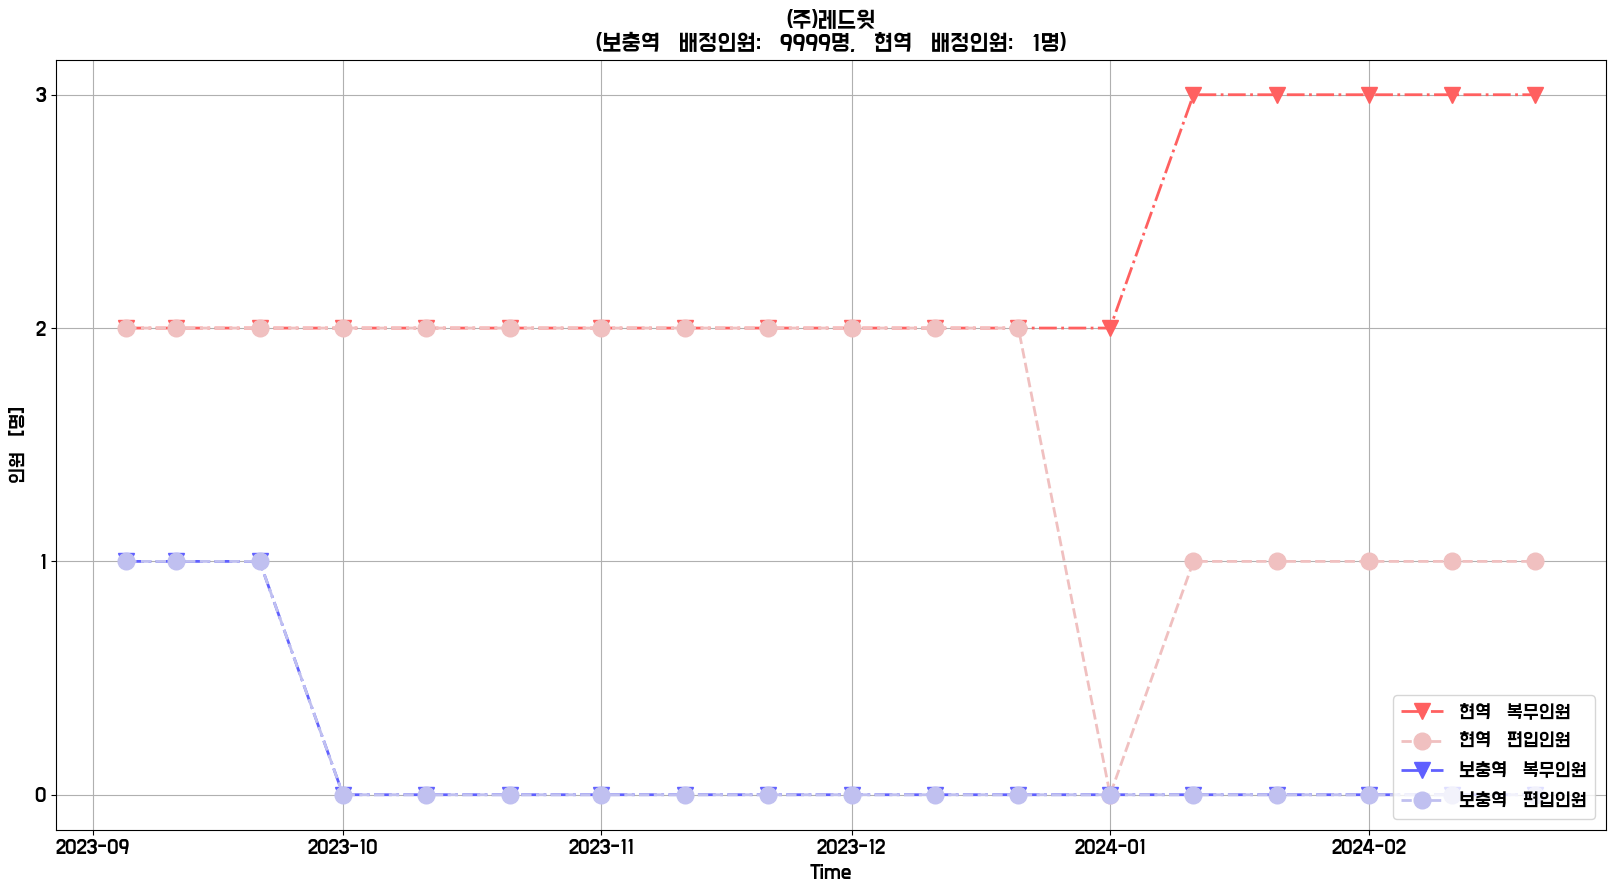 (주)레드윗
(보충역 배정인원: 9999명, 현역 배정인원: 1명)
3
2
1
0
인원 [명]
2023-09
2023-10
2023-11
2023-12
2024-01
2024-02
Time
현역 복무인원
현역 편입인원
보충역 복무인원
보충역 편입인원